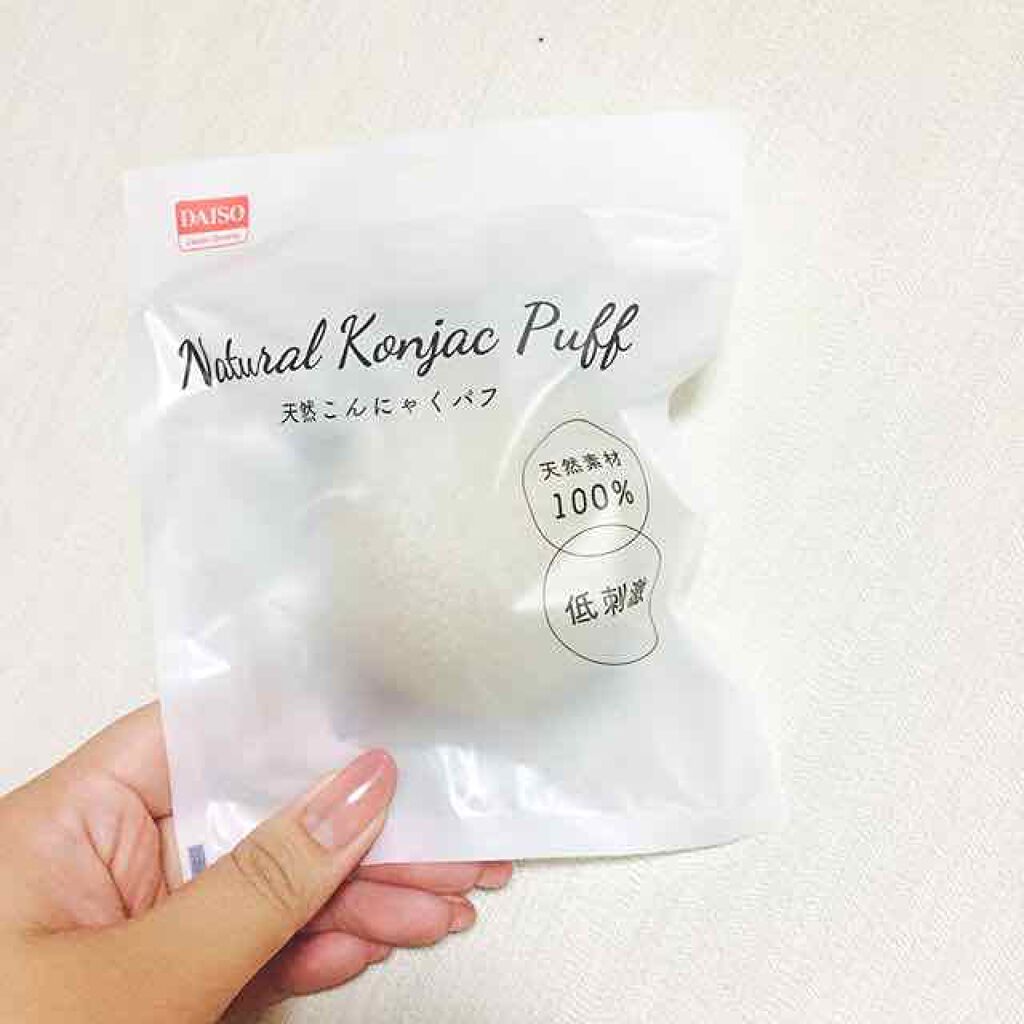 DAISO
Natural Konjac Puff
天然こんにゃくパフ
天然素材
100%
低刺激